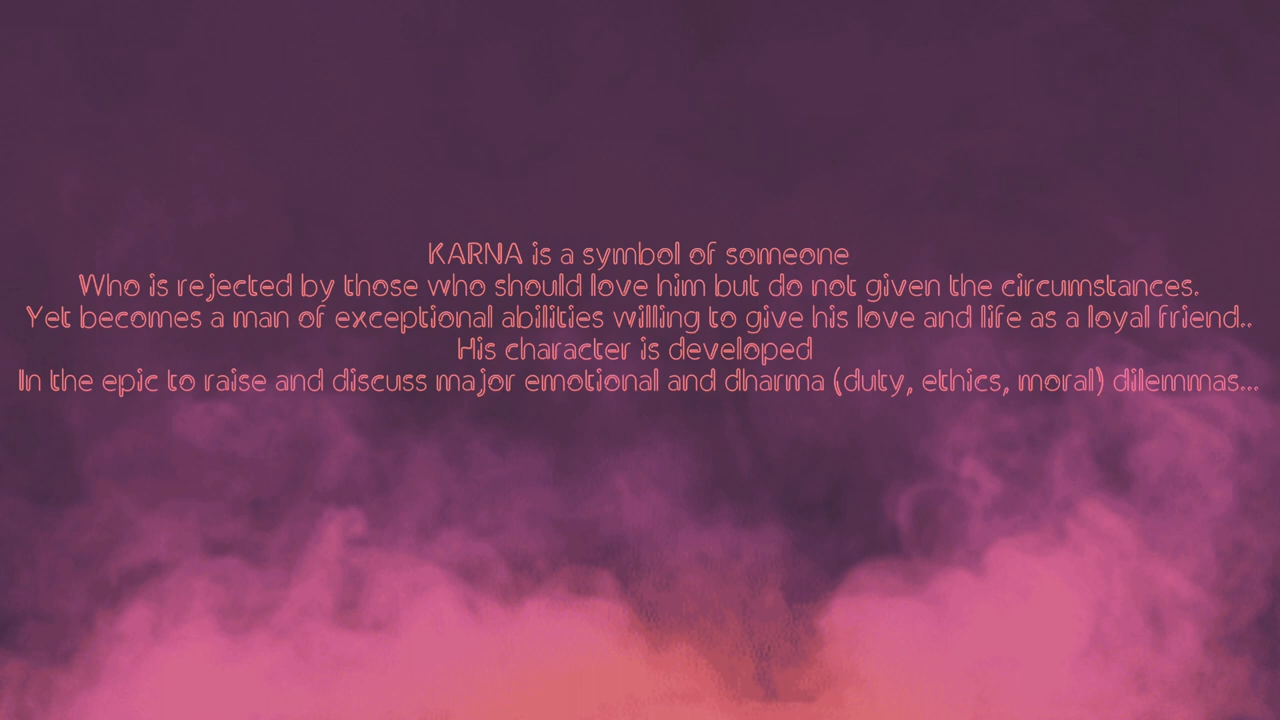 KARNA is a symbol of someone
Who is rejected by those who should love him but do not given the circumstances.
Yet becomes a man of exceptional abilities willing to give his love and life as a loyal friend..
His character is developed
In the epic to raise and discuss major emotional and dharma (duty, ethics, moral) dilemmas...